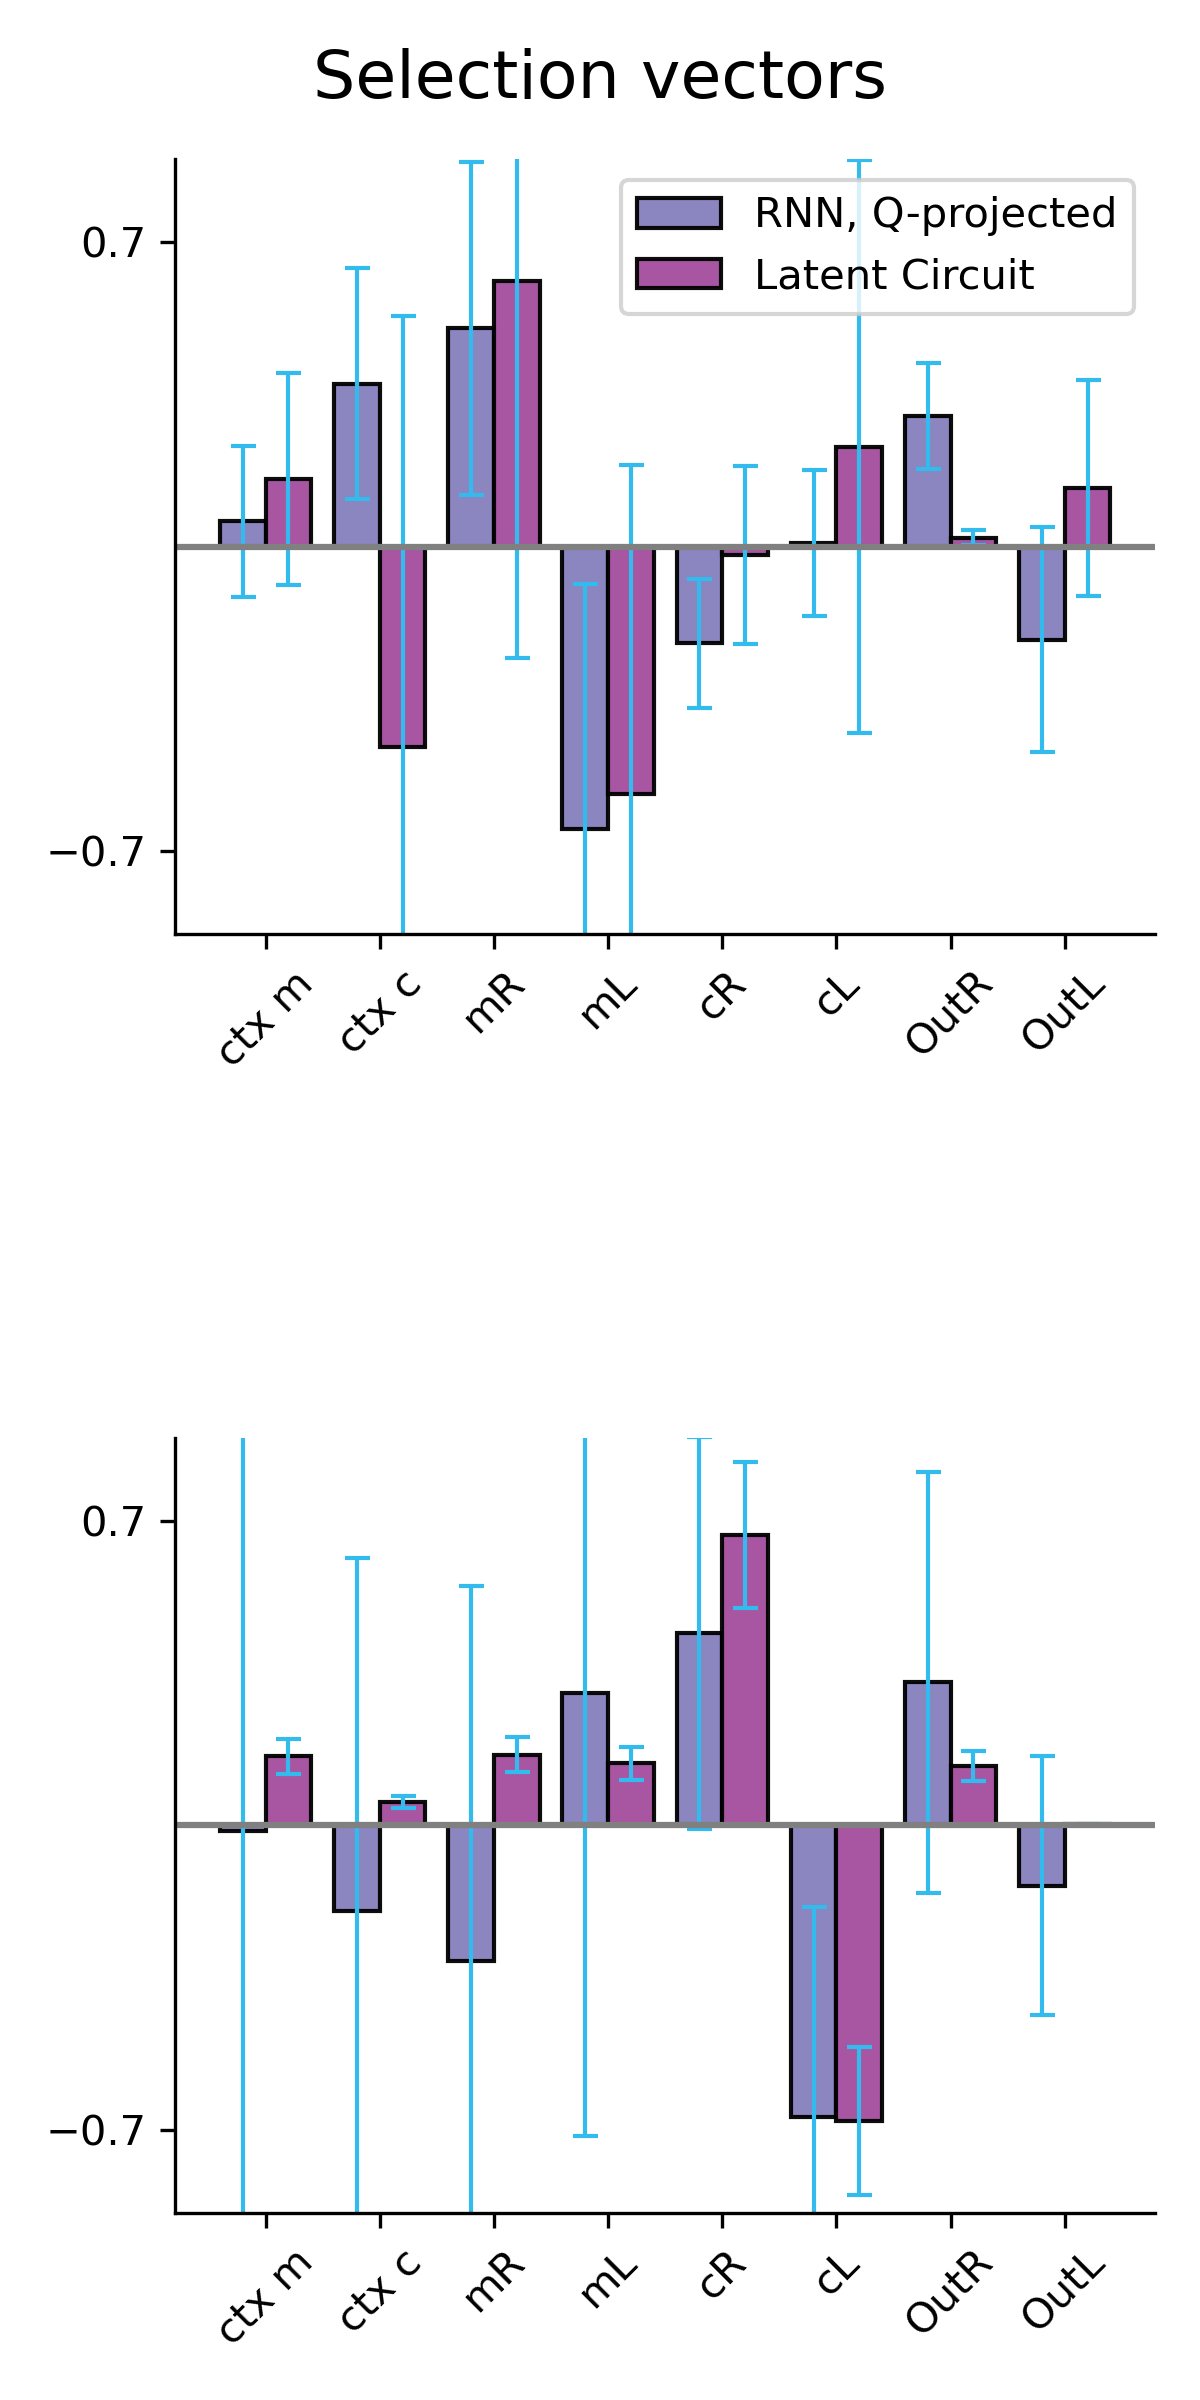 Selection vectors
RNN, Q-projected
Latent Circuit
0.7
−0.7
ctx m
ctx c
mR
mL
cR
cL
OutR
OutL
0.7
−0.7
ctx m
ctx c
mR
mL
cR
cL
OutR
OutL